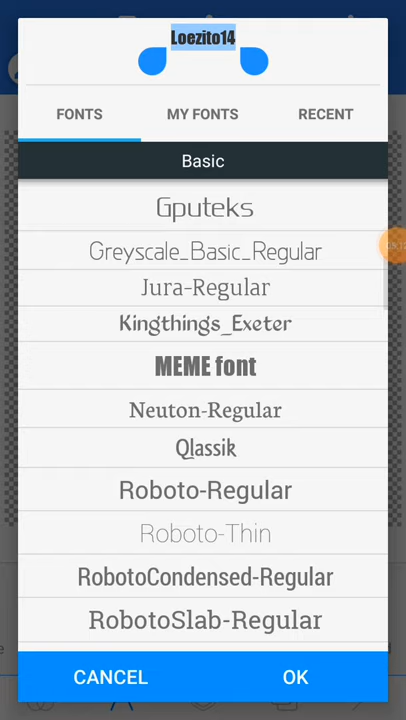 Loezito14
FONTS
MY FONTS
RECENT
Basic
Gputeks
Greyscale_Basic_Regular
Jura-Regular
Kingthings_Exeter
MEME font
Neuton-Regular
Qlassik
Roboto-Regular
Roboto-Thin
RobotoCondensed-Regular
RobotoSlab-Regular
CANCEL
OK